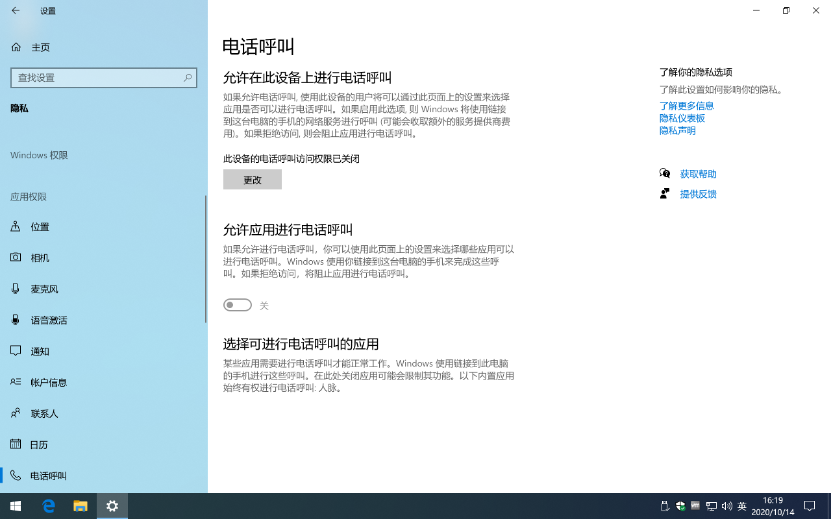 设置
主页
查找设置
隐私
Windows 权限
应用权限
位置
相机
麦克风
语音激活
通知
帐户信息
联系人
日历
电话呼叫
电话呼叫
允许在此设备上进行电话呼叫
如果允许电话呼叫, 使用此设备的用户将可以通过此页面上的设置来选择
应用是否可以进行电话呼叫。如果启用此选项, 则 Windows 将使用链接
到这台电脑的手机的网络服务进行呼叫 (可能会收取额外的服务提供商费
用)。如果拒绝访问, 则会阻止应用进行电话呼叫。
此设备的电话呼叫访问权限已关闭
更改
允许应用进行电话呼叫
如果允许进行电话呼叫，你可以使用此页面上的设置来选择哪些应用可以
进行电话呼叫。Windows 使用你链接到这台电脑的手机来完成这些呼
叫。如果拒绝访问，将阻止应用进行电话呼叫。
关
选择可进行电话呼叫的应用
某些应用需要进行电话呼叫才能正常工作。Windows 使用链接到此电脑
的手机进行这些呼叫。在此处关闭应用可能会限制其功能。以下内置应用
始终有权进行电话呼叫: 人脉。
了解你的隐私选项
了解此设置如何影响你的隐私。
了解更多信息
隐私仪表板
隐私声明
获取帮助
提供反馈
英
16:19
2020/10/14